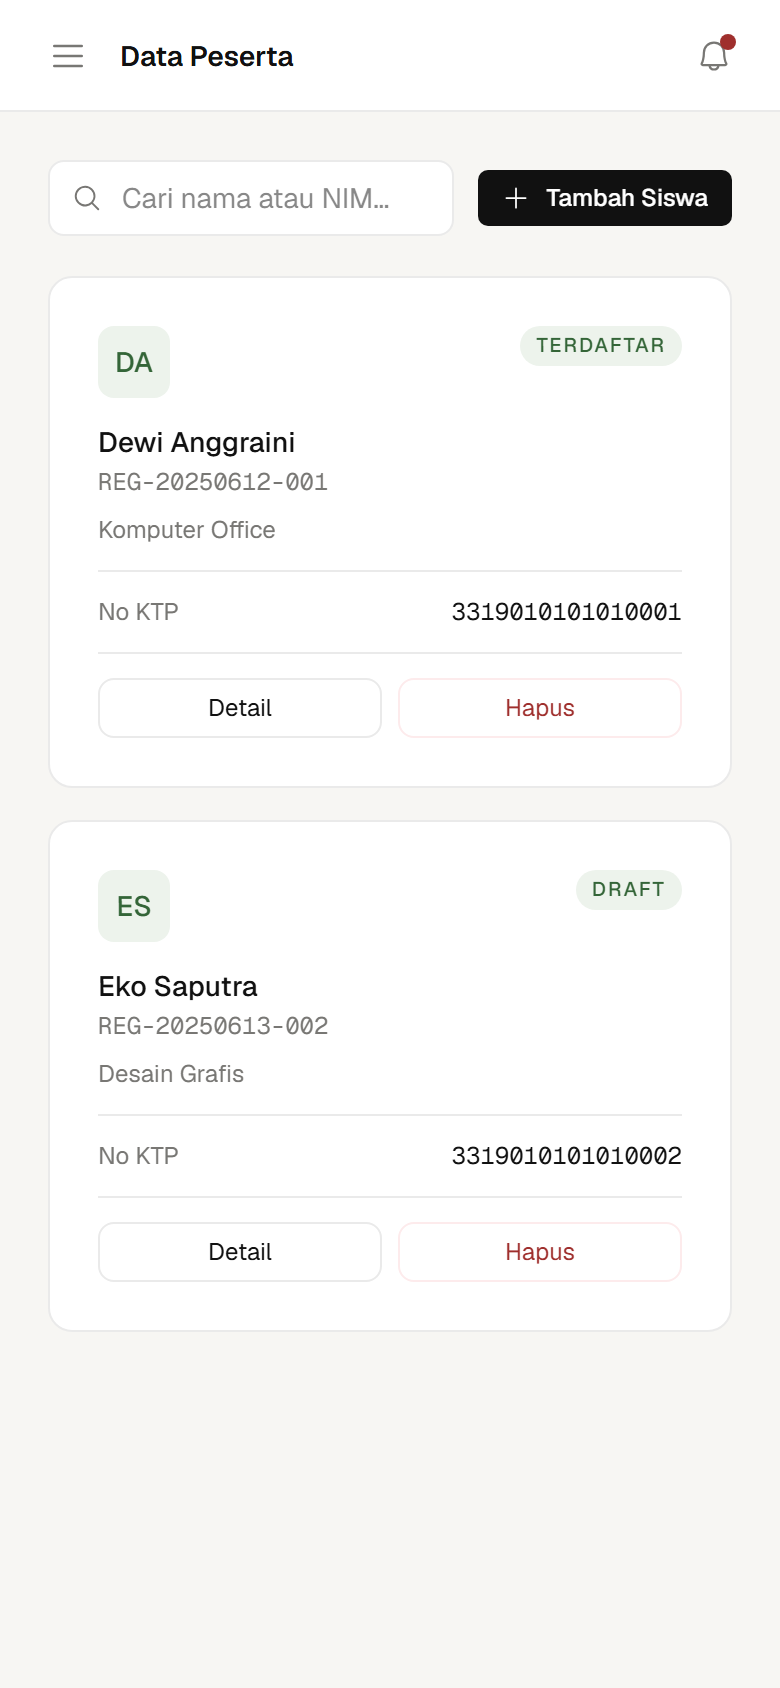 Data Peserta
Cari nama atau NIM...
Tambah Siswa
DA
TERDAFTAR
Dewi Anggraini
REG-20250612-001
Komputer Office
No KTP 3319010101010001
Detail Hapus
ES
DRAFT
Eko Saputra
REG-20250613-002
Desain Grafis
No KTP 3319010101010002
Detail Hapus